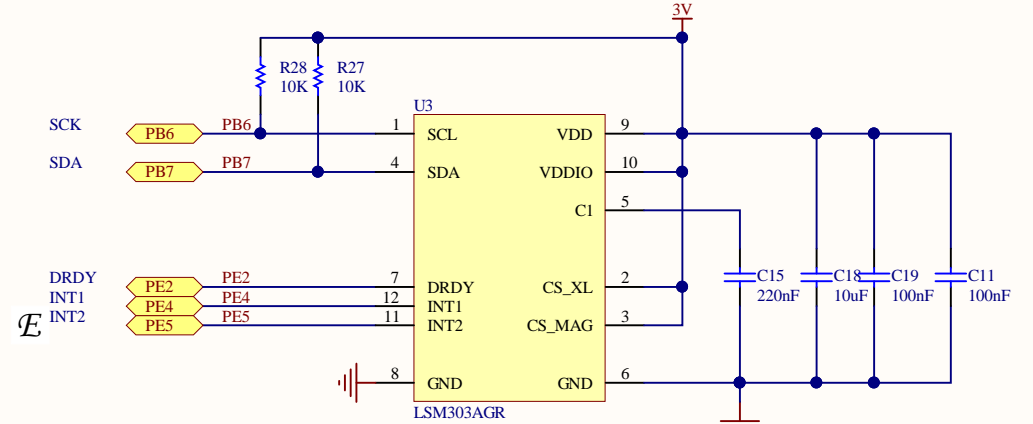 3V
R28 R27
10K 10K
U3
SCK PB6 PB6 1 SCL VDD 9
SDA PB7 PB7 4 SDA VDDIO 10
C1 5
DRDY PE2 PE2 7 DRDY CS_XL 2
INT1 PE4 PE4 12 INT1
INT2 PE5 PE5 11 INT2 CS_MAG 3
C15 C18 C19 C11
220nF 10uF 100nF 100nF
E
8 GND GND 6
LSM303AGR